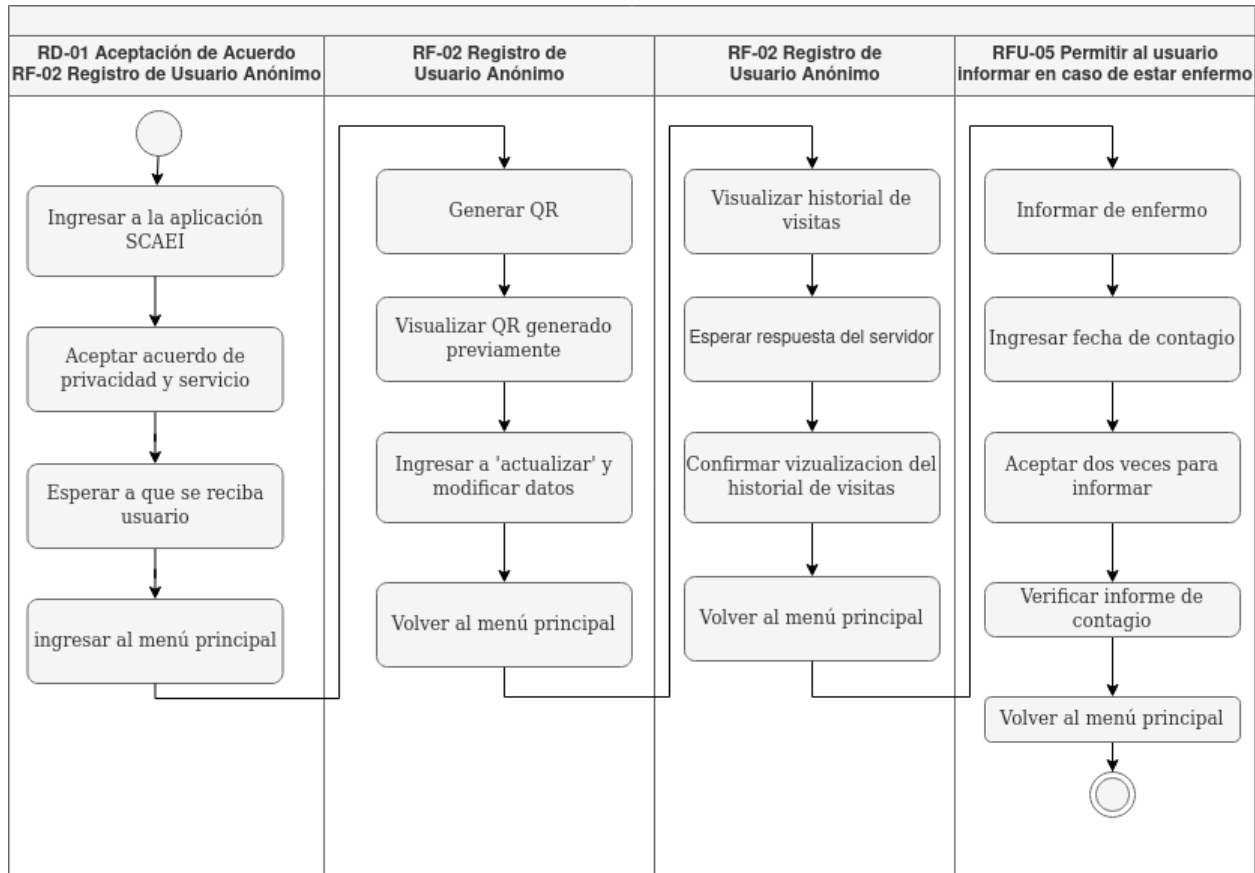 RD-01 Aceptación de Acuerdo
RF-02 Registro de Usuario Anónimo
RF-02 Registro de
Usuario Anónimo
RF-02 Registro de
Usuario Anónimo
RFU-05 Permitir al usuario
informar en caso de estar enfermo
Ingresar a la aplicación
SCAEI
Aceptar acuerdo de
privacidad y servicio
Esperar a que se reciba
usuario
ingresar al menú principal
Generar QR
Visualizar QR generado
previamente
Ingresar a 'actualizar' y
modificar datos
Volver al menú principal
Visualizar historial de
visitas
Esperar respuesta del servidor
Confirmar vizualizacion del
historial de visitas
Volver al menú principal
Informar de enfermo
Ingresar fecha de contagio
Aceptar dos veces para
informar
Verificar informe de
contagio
Volver al menú principal